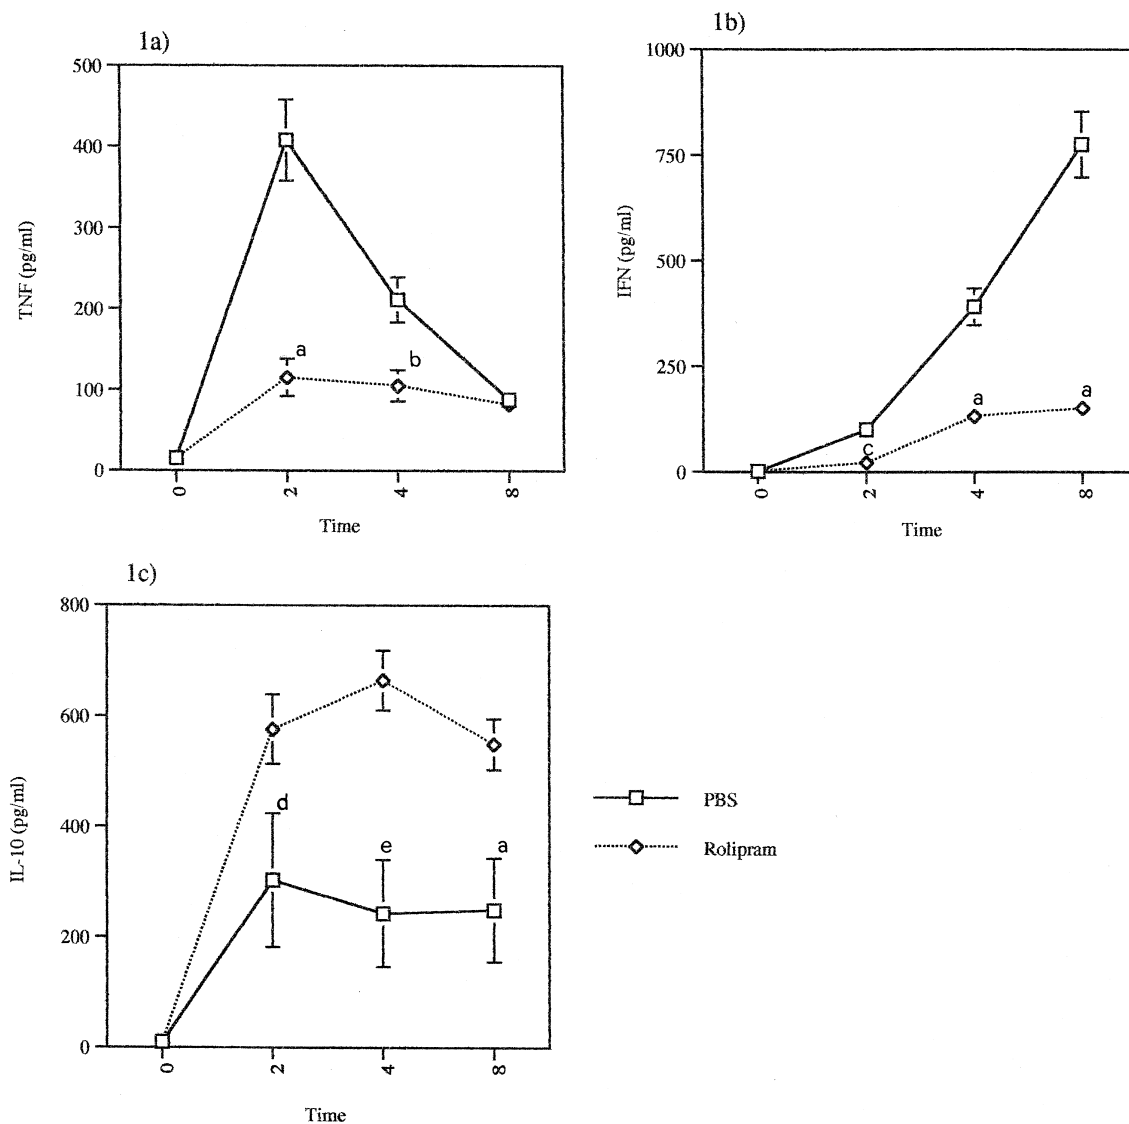 1a)
500
400
300
200
100
0
TNF (pg/ml)
a
b
0
2
4
8
Time
1b)
1000
750
500
250
0
IFN (pg/ml)
c
a
a
0
2
4
8
Time
1c)
800
600
400
200
0
IL-10 (pg/ml)
d
e
a
0
2
4
8
Time
PBS
Rolipram